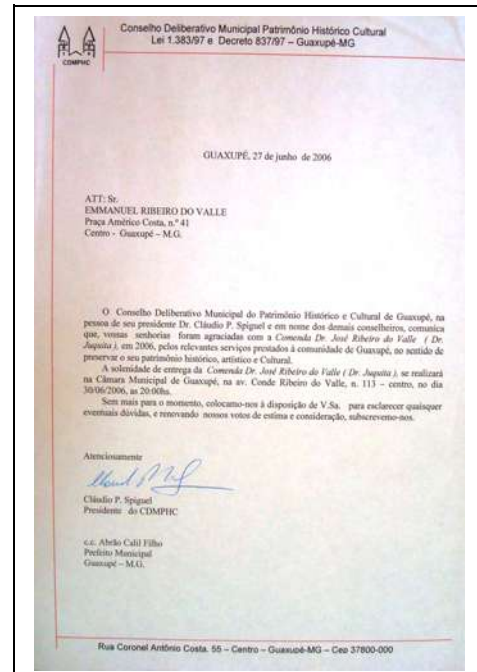 Conselho Deliberativo Municipal Patrimônio Histórico Cultural
Lei 1.383/97 e Decreto 837/97 – Guaxupé-MG
COMPHC
GUAXUPÉ, 27 de junho de 2006
ATT: Sr.
EMMANUEL RIBEIRO DO VALLE
Praça Américo Costa, n.º 41
Centro - Guaxupé – M.G.
O Conselho Deliberativo Municipal do Patrimônio Histórico e Cultural de Guaxupé, na
pessoa de seu presidente Dr. Cláudio P. Spiguel e em nome dos demais conselheiros, comunica
que, vossas senhorias foram agraciadas com a Comenda Dr. José Ribeiro do Valle ( Dr.
Juquita ), em 2006, pelos relevantes serviços prestados à comunidade de Guaxupé, no sentido de
preservar o seu patrimônio histórico, artístico e Cultural.
A solenidade de entrega da Comenda Dr. José Ribeiro do Valle ( Dr. Juquita ), se realizará
na Câmara Municipal de Guaxupé, na av. Conde Ribeiro do Valle, n. 113 – centro, no dia
30/06/2006, as 20:00hs.
Sem mais para o momento, colocamo-nos à disposição de V.Sa. para esclarecer quaisquer
eventuais dúvidas, e renovando nossos votos de estima e consideração, subscrevemo-nos.
Atenciosamente
Cláudio P. Spiguel
Presidente do CDMPHC
c.c. Abrão Calil Filho
Prefeito Municipal
Guaxupé – M.G.
Rua Coronel Antônio Costa. 55 – Centro – Guaxupé-MG – Cep 37800-000